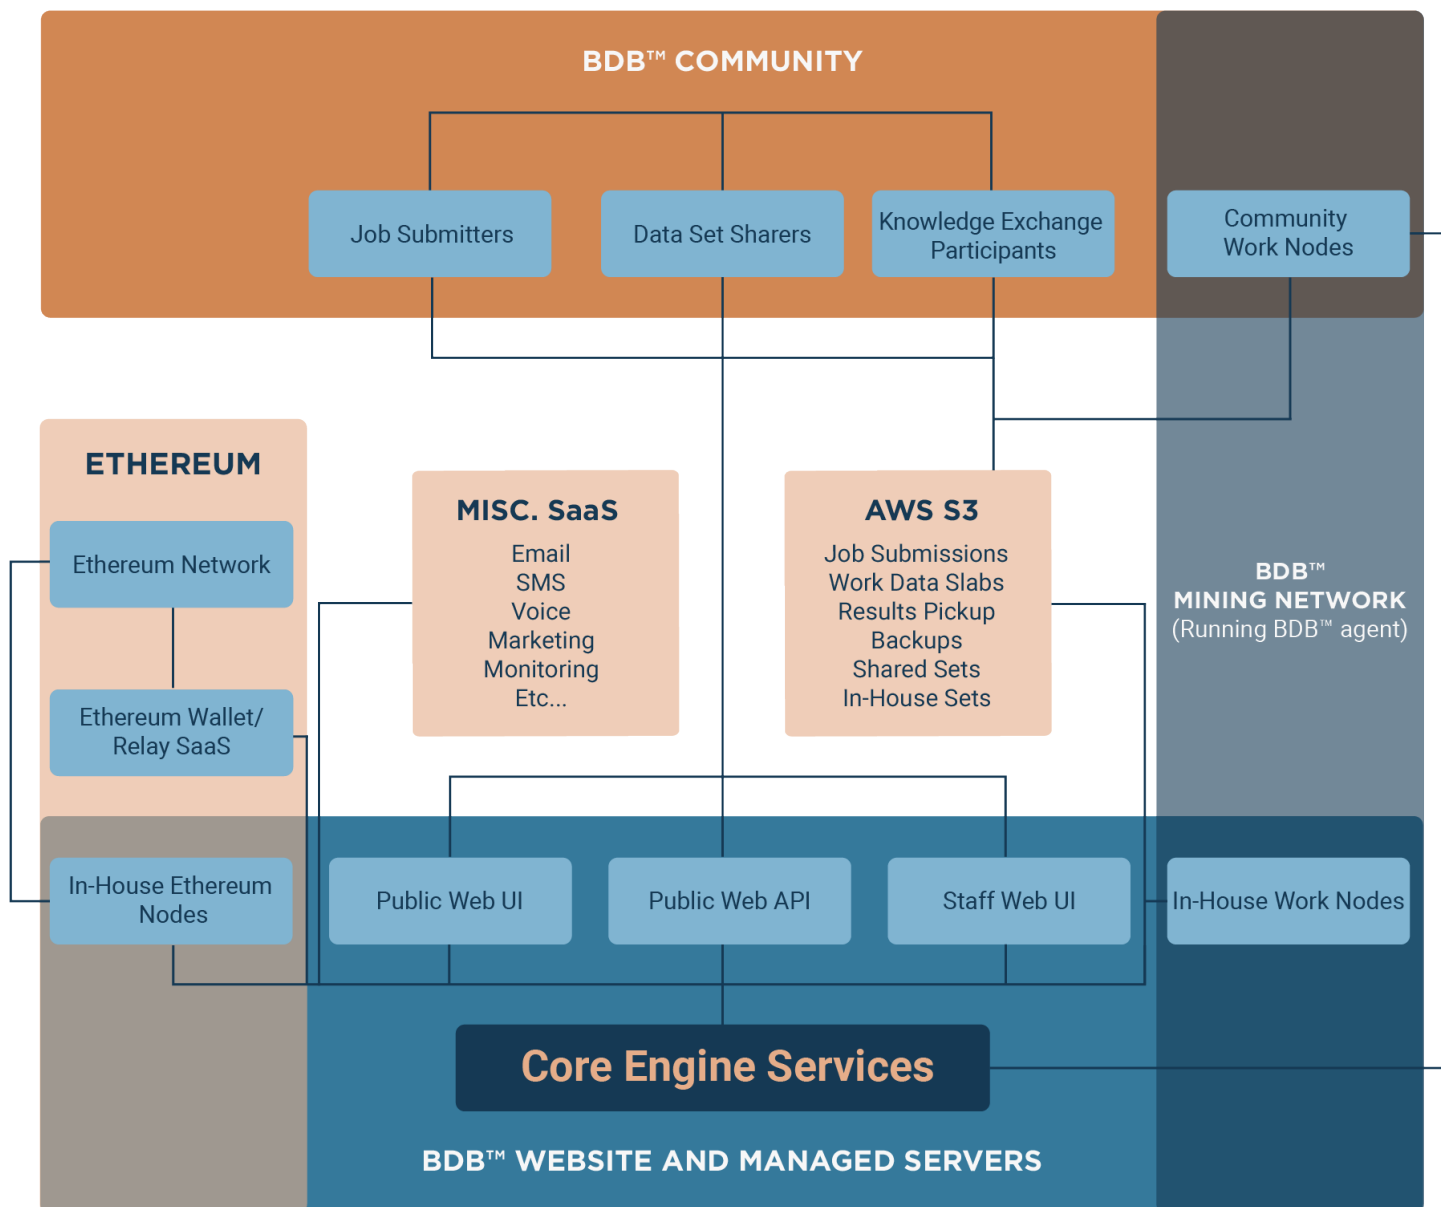 BDB™ COMMUNITY
Job Submitters
Data Set Sharers
Knowledge Exchange
Participants
Community
Work Nodes
ETHEREUM
Ethereum Network
Ethereum Wallet/
Relay SaaS
MISC. SaaS
Email
SMS
Voice
Marketing
Monitoring
Etc...
AWS S3
Job Submissions
Work Data Slabs
Results Pickup
Backups
Shared Sets
In-House Sets
BDB™
MINING NETWORK
(Running BDB™ agent)
In-House Ethereum
Nodes
Public Web UI
Public Web API
Staff Web UI
In-House Work Nodes
Core Engine Services
BDB™ WEBSITE AND MANAGED SERVERS